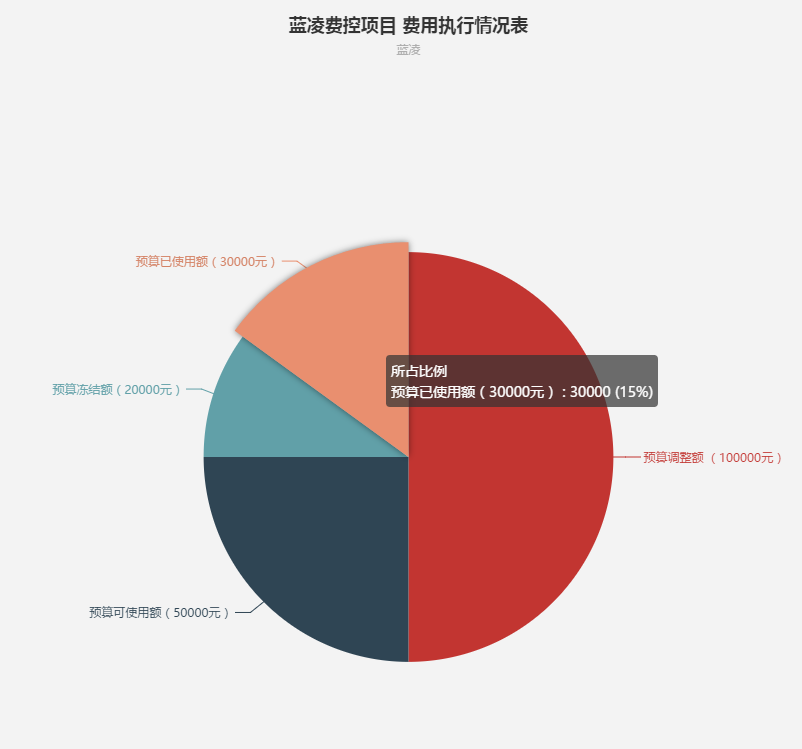 蓝凌费控项目 费用执行情况表
蓝凌
预算已使用额（30000元）
所占比例
预算已使用额（30000元）: 30000 (15%)
预算冻结额（20000元）
预算调整额 （100000元）
预算可使用额（50000元）